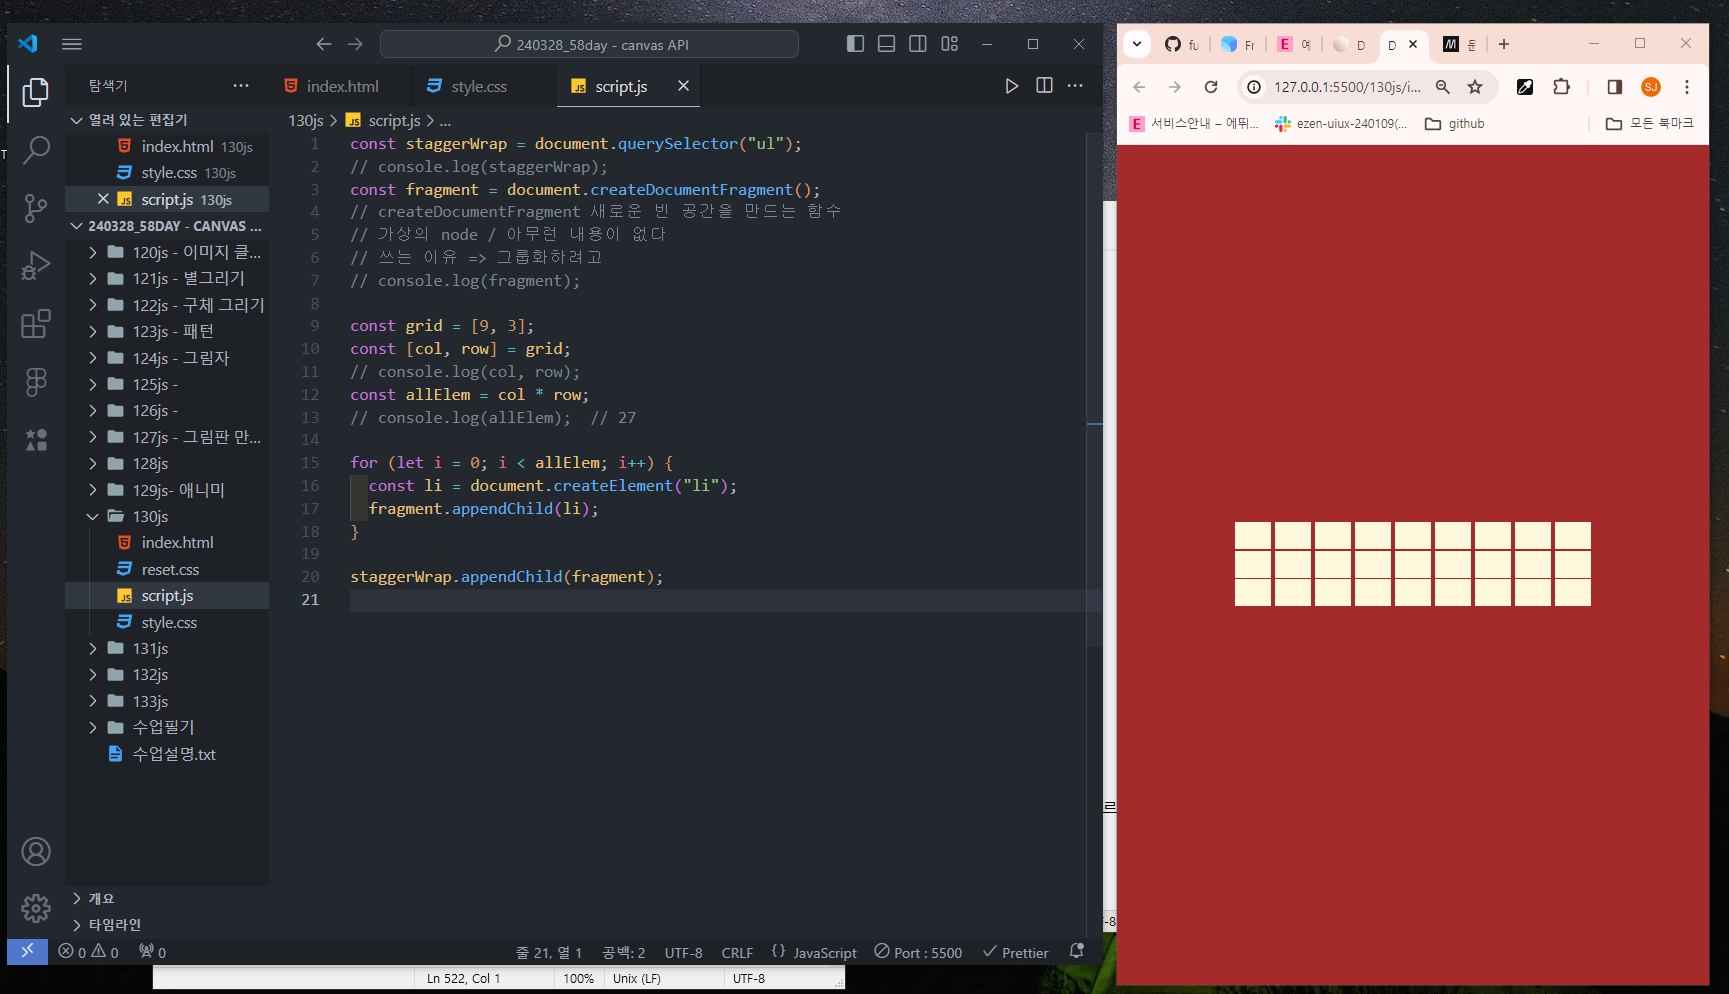 240328_58day - canvas API
탐색기
index.html
style.css
script.js
열려 있는 편집기
index.html 130js
style.css 130js
script.js 130js
240328_58DAY - CANVAS ...
120js - 이미지 클...
121js - 별그리기
122js - 구체 그리기
123js - 패턴
124js - 그림자
125js -
126js -
127js - 그림판 만...
128js
129js- 애니미
130js
index.html
reset.css
script.js
style.css
131js
132js
133js
수업필기
수업설명.txt
개요
타임라인
130js > script.js > ...
1 const staggerWrap = document.querySelector("ul");
2 // console.log(staggerWrap);
3 const fragment = document.createDocumentFragment();
4 // createDocumentFragment 새로운 빈 공간을 만드는 함수
5 // 가상의 node / 아무런 내용이 없다
6 // 쓰는 이유 => 그룹화하려고
7 // console.log(fragment);
8
9 const grid = [9, 3];
10 const [col, row] = grid;
11 // console.log(col, row);
12 const allElem = col * row;
13 // console.log(allElem);  // 27
14
15 for (let i = 0; i < allElem; i++) {
16   const li = document.createElement("li");
17   fragment.appendChild(li);
18 }
19
20 staggerWrap.appendChild(fragment);
21
0 0 0
줄 21, 열 1 공백: 2 UTF-8 CRLF {} JavaScript Port : 5500 Prettier
Ln 522, Col 1 100% Unix (LF) UTF-8
fu Fr E 예 D D M 둔
127.0.0.1:5500/130js/i... SJ
E 서비스안내 – 에뛰... ezen-uiux-240109(... github 모든 북마크
르
-8
T